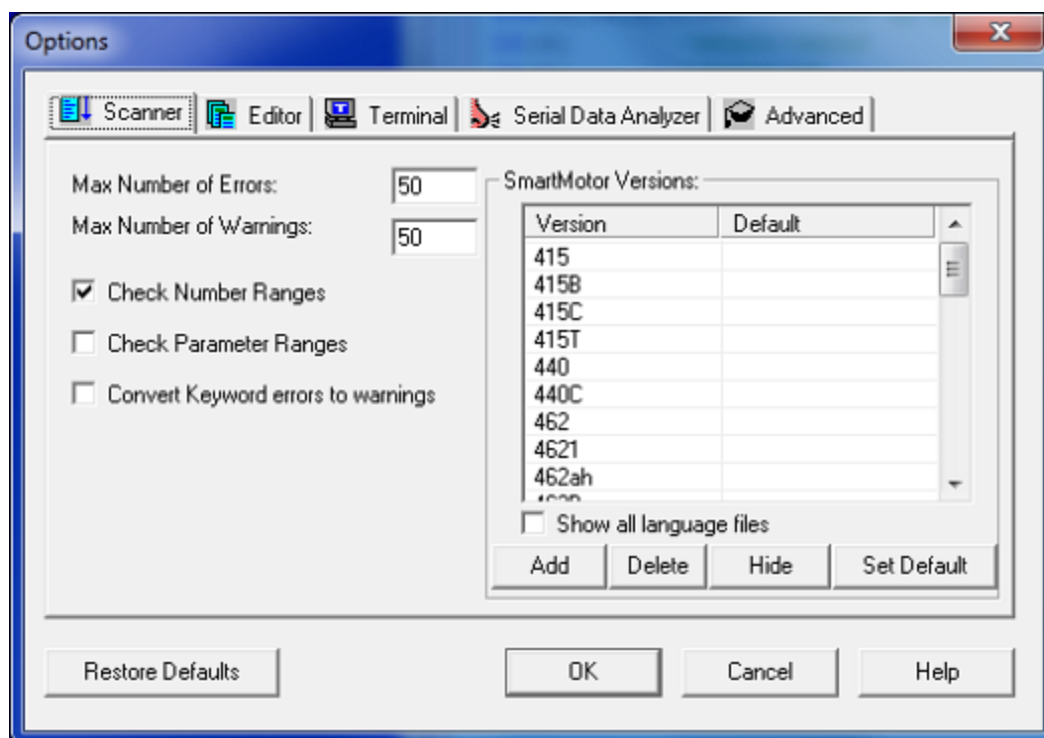 Options
Scanner Editor Terminal Serial Data Analyzer Advanced
Max Number of Errors: 50
Max Number of Warnings: 50
Check Number Ranges
Check Parameter Ranges
Convert Keyword errors to warnings
SmartMotor Versions:
Version Default
415
415B
415C
415T
440
440C
462
4621
462ah
Show all language files
Add Delete Hide Set Default
Restore Defaults OK Cancel Help